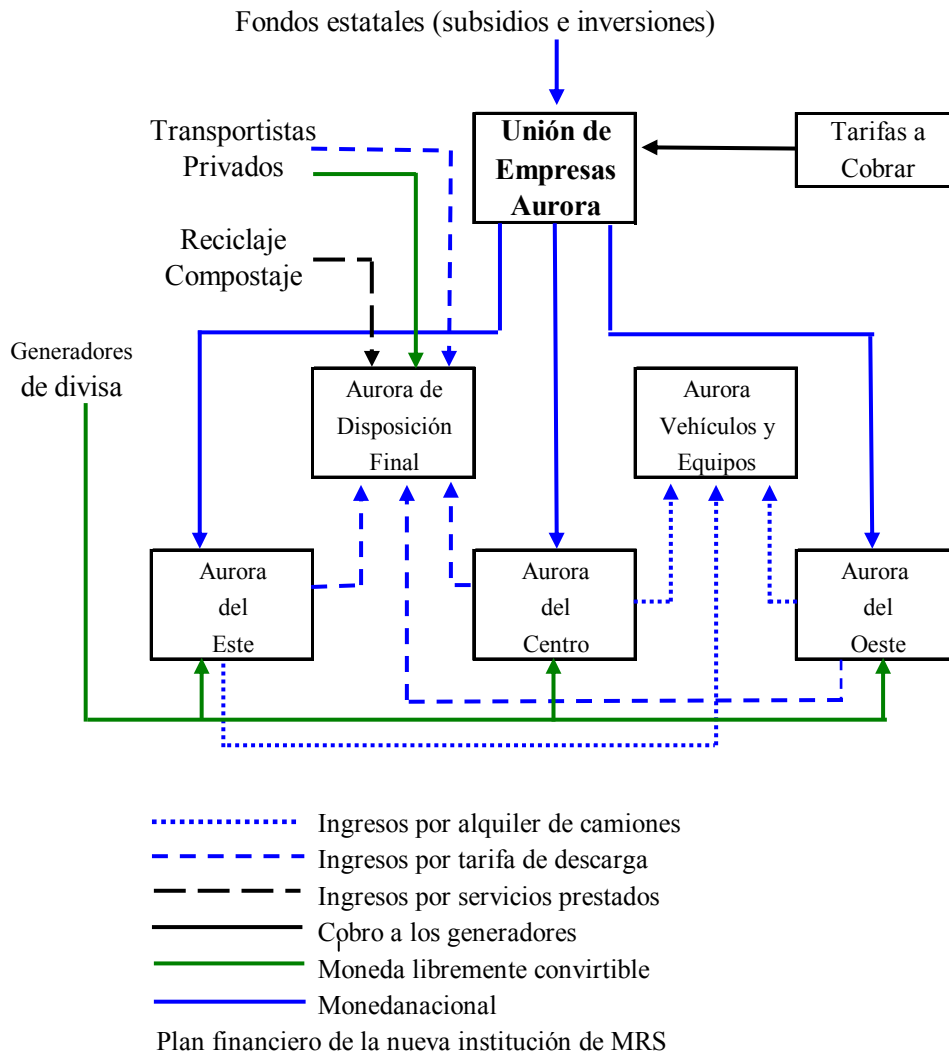 Fondos estatales (subsidios e inversiones)
Transportistas
Privados
Unión de
Empresas
Aurora
Tarifas a
Cobrar
Reciclaje
Compostaje
Generadores
de divisa
Aurora de
Disposición
Final
Aurora
Vehículos y
Equipos
Aurora
del
Este
Aurora
del
Centro
Aurora
del
Oeste
Ingresos por alquiler de camiones
Ingresos por tarifa de descarga
Ingresos por servicios prestados
Cobro a los generadores
Moneda libremente convirtible
Monedanacional
Plan financiero de la nueva institución de MRS